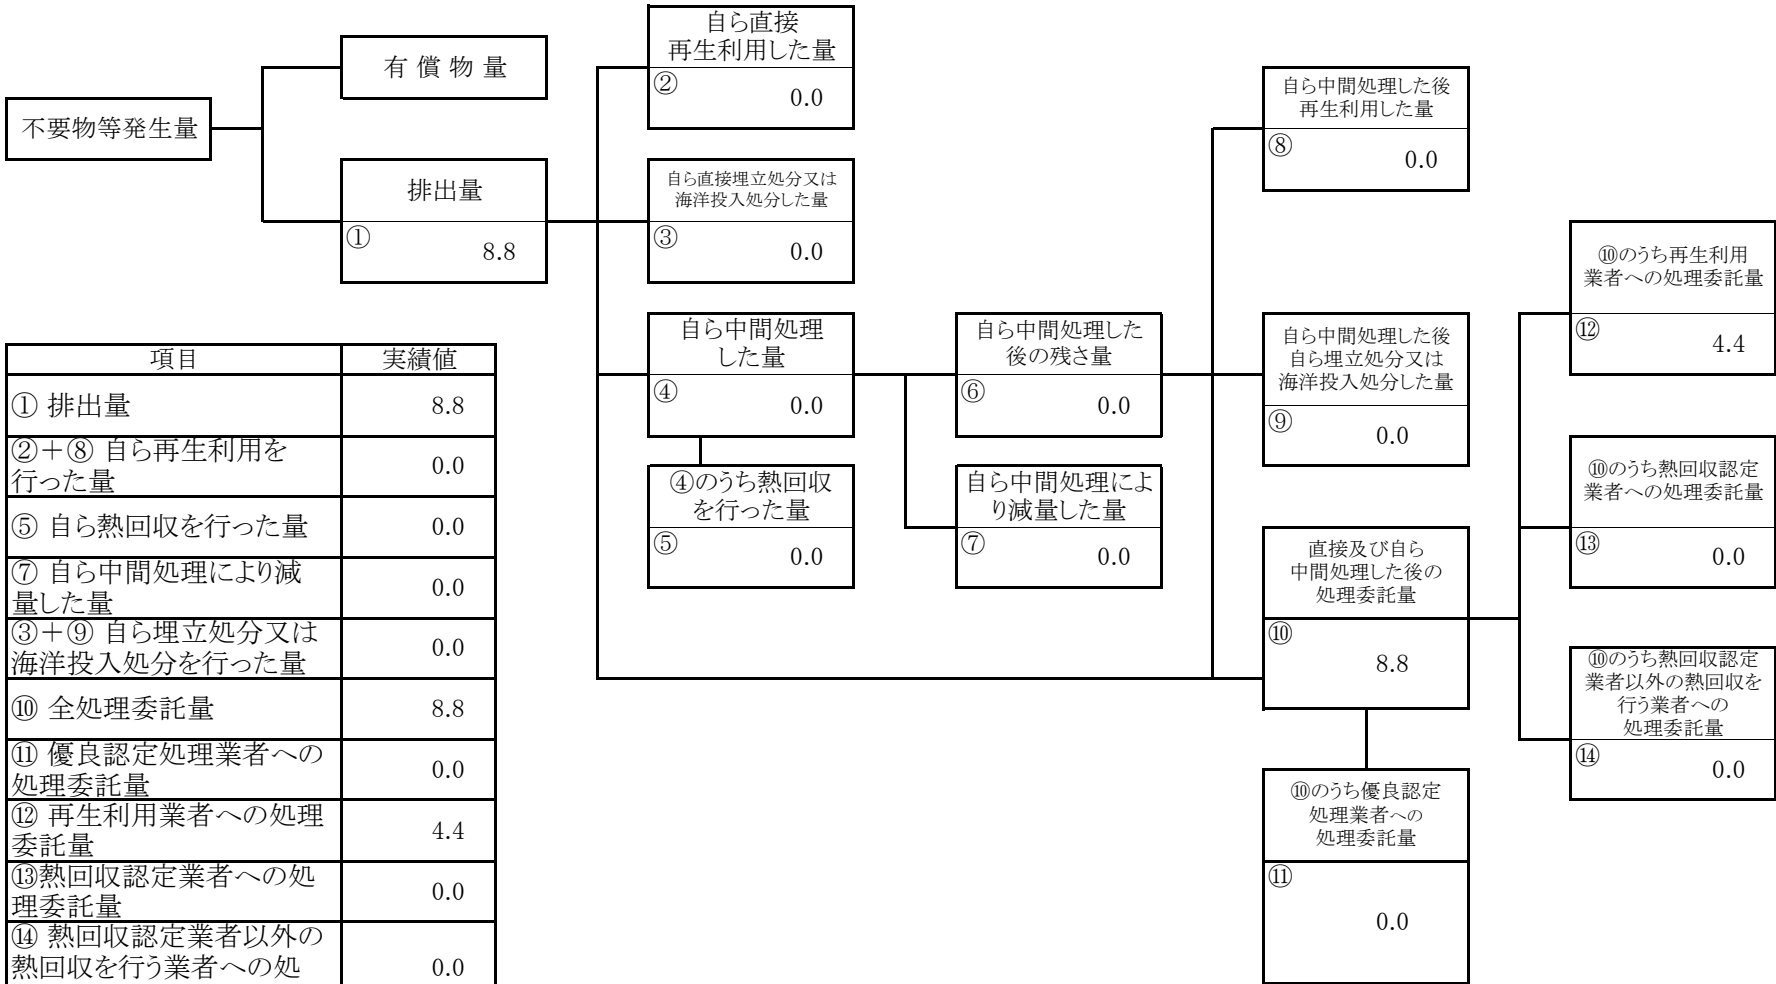 不要物等発生量
有 償 物 量
排出量
①
8.8
自ら直接
再生利用した量
②
0.0
自ら直接埋立処分又は
海洋投入処分した量
③
0.0
自ら中間処理
した量
④
0.0
④のうち熱回収
を行った量
⑤
0.0
自ら中間処理した
後の残さ量
⑥
0.0
自ら中間処理によ
り減量した量
⑦
0.0
自ら中間処理した後
再生利用した量
⑧
0.0
自ら中間処理した後
自ら埋立処分又は
海洋投入処分した量
⑨
0.0
直接及び自ら
中間処理した後の
処理委託量
⑩
8.8
⑩のうち優良認定
処理業者への
処理委託量
⑪
0.0
⑩のうち再生利用
業者への処理委託量
⑫
4.4
⑩のうち熱回収認定
業者への処理委託量
⑬
0.0
⑩のうち熱回収認定
業者以外の熱回収を
行う業者への
処理委託量
⑭
0.0
項目 実績値
① 排出量 8.8
②＋⑧ 自ら再生利用を
行った量 0.0
⑤ 自ら熱回収を行った量 0.0
⑦ 自ら中間処理により減
量した量 0.0
③＋⑨ 自ら埋立処分又は
海洋投入処分を行った量 0.0
⑩ 全処理委託量 8.8
⑪ 優良認定処理業者への
処理委託量 0.0
⑫ 再生利用業者への処理
委託量 4.4
⑬熱回収認定業者への処
理委託量 0.0
⑭ 熱回収認定業者以外の
熱回収を行う業者への処 0.0